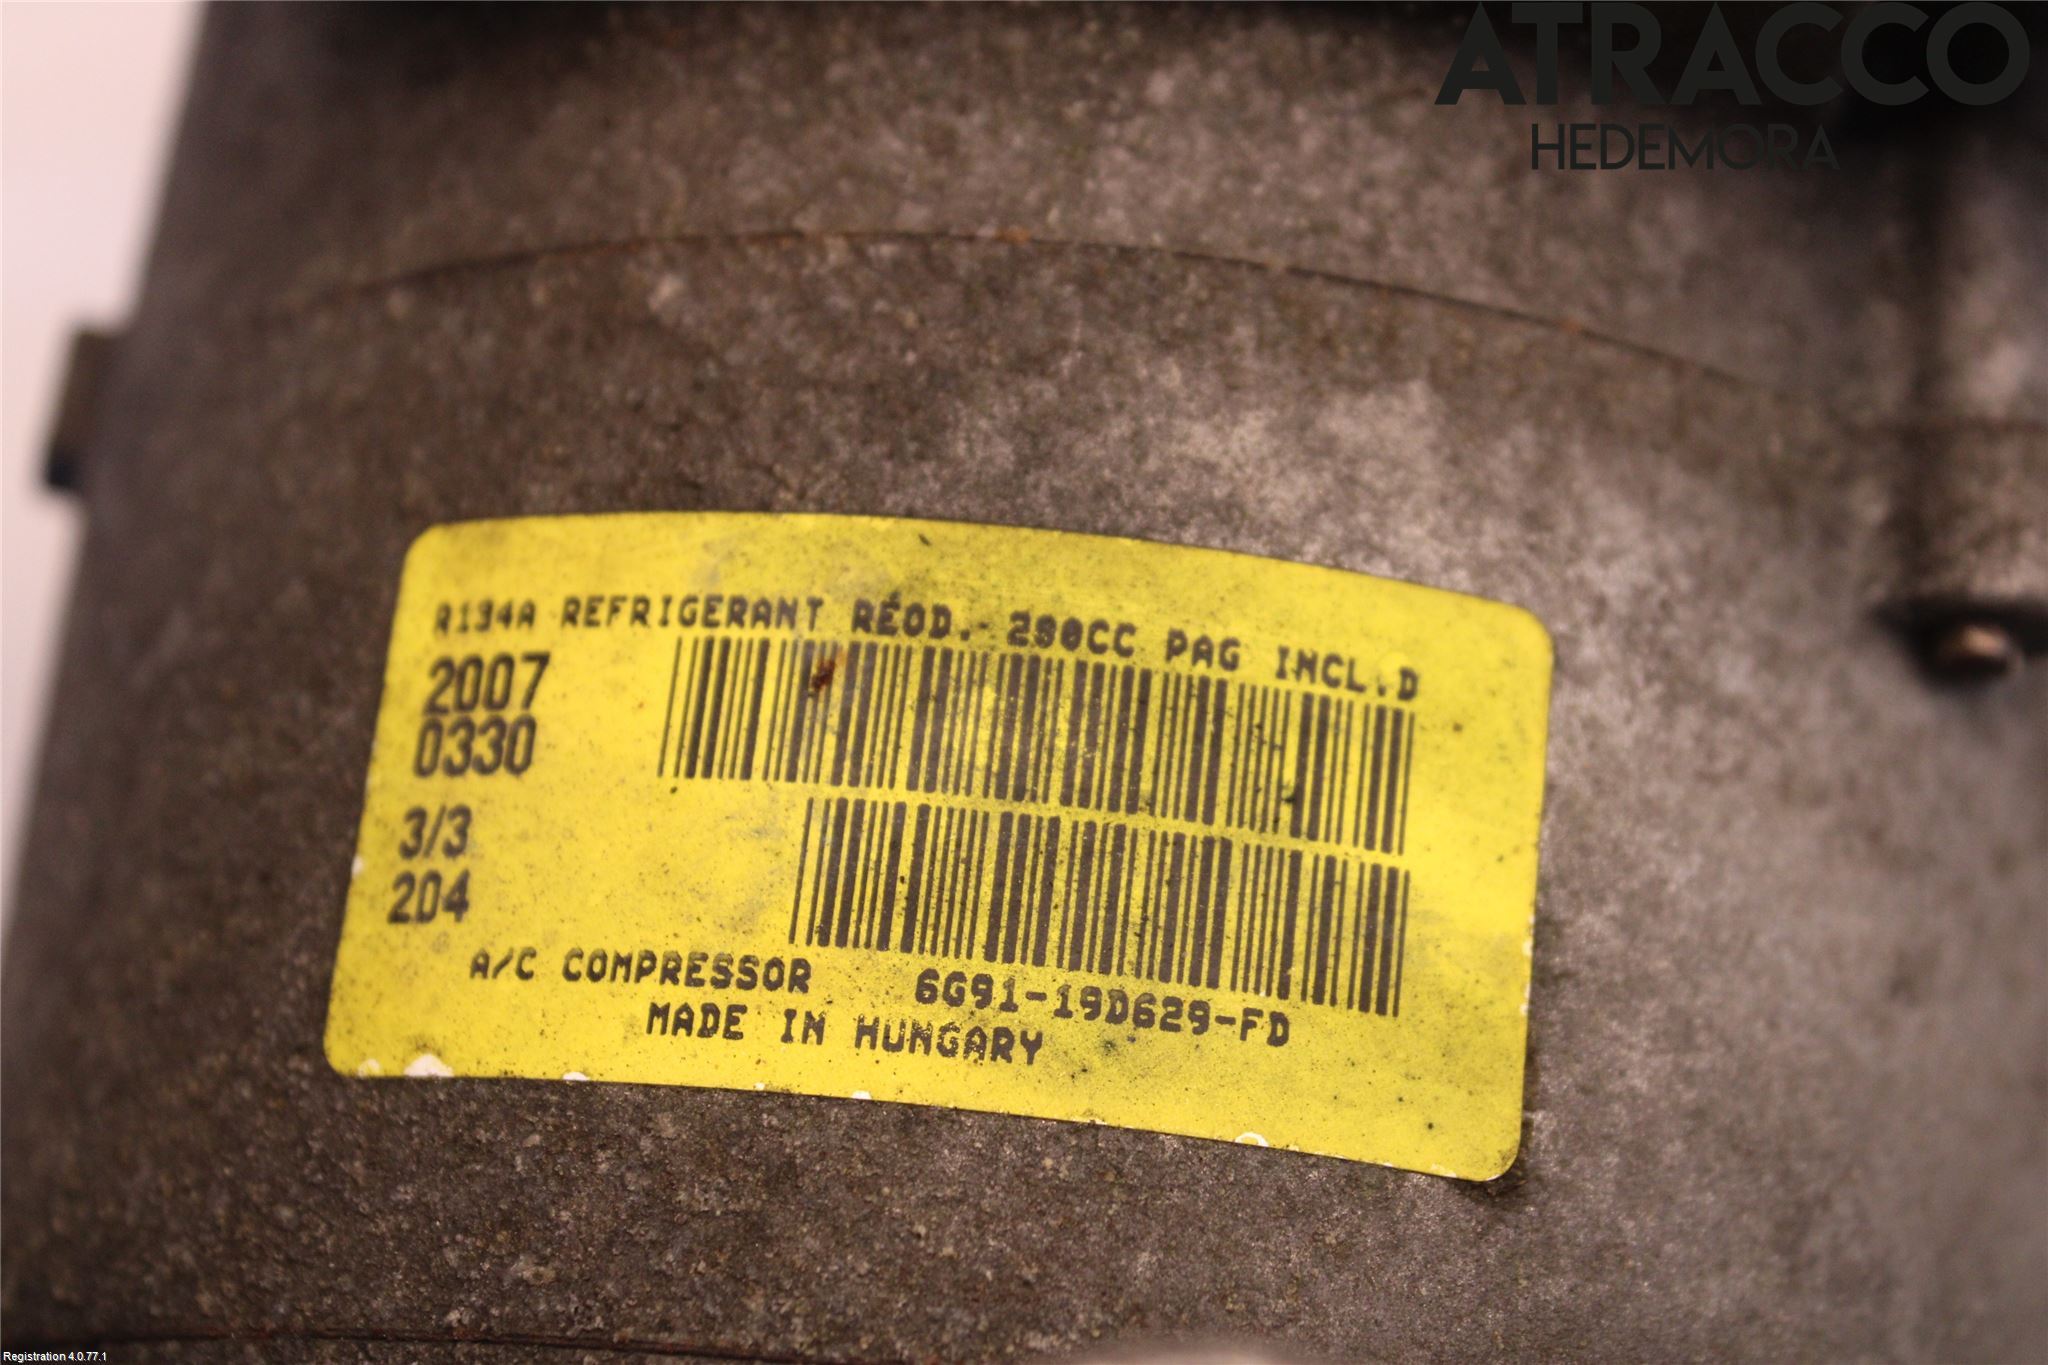 ATRACCO
HEDEMORA
R134A REFRIGERANT REQD. - 200CC PAG INCL.D
2007
0330
3/3
204
A/C COMPRESSOR 6G91-19D629-FD
MADE IN HUNGARY
Registration 4.0.77.1